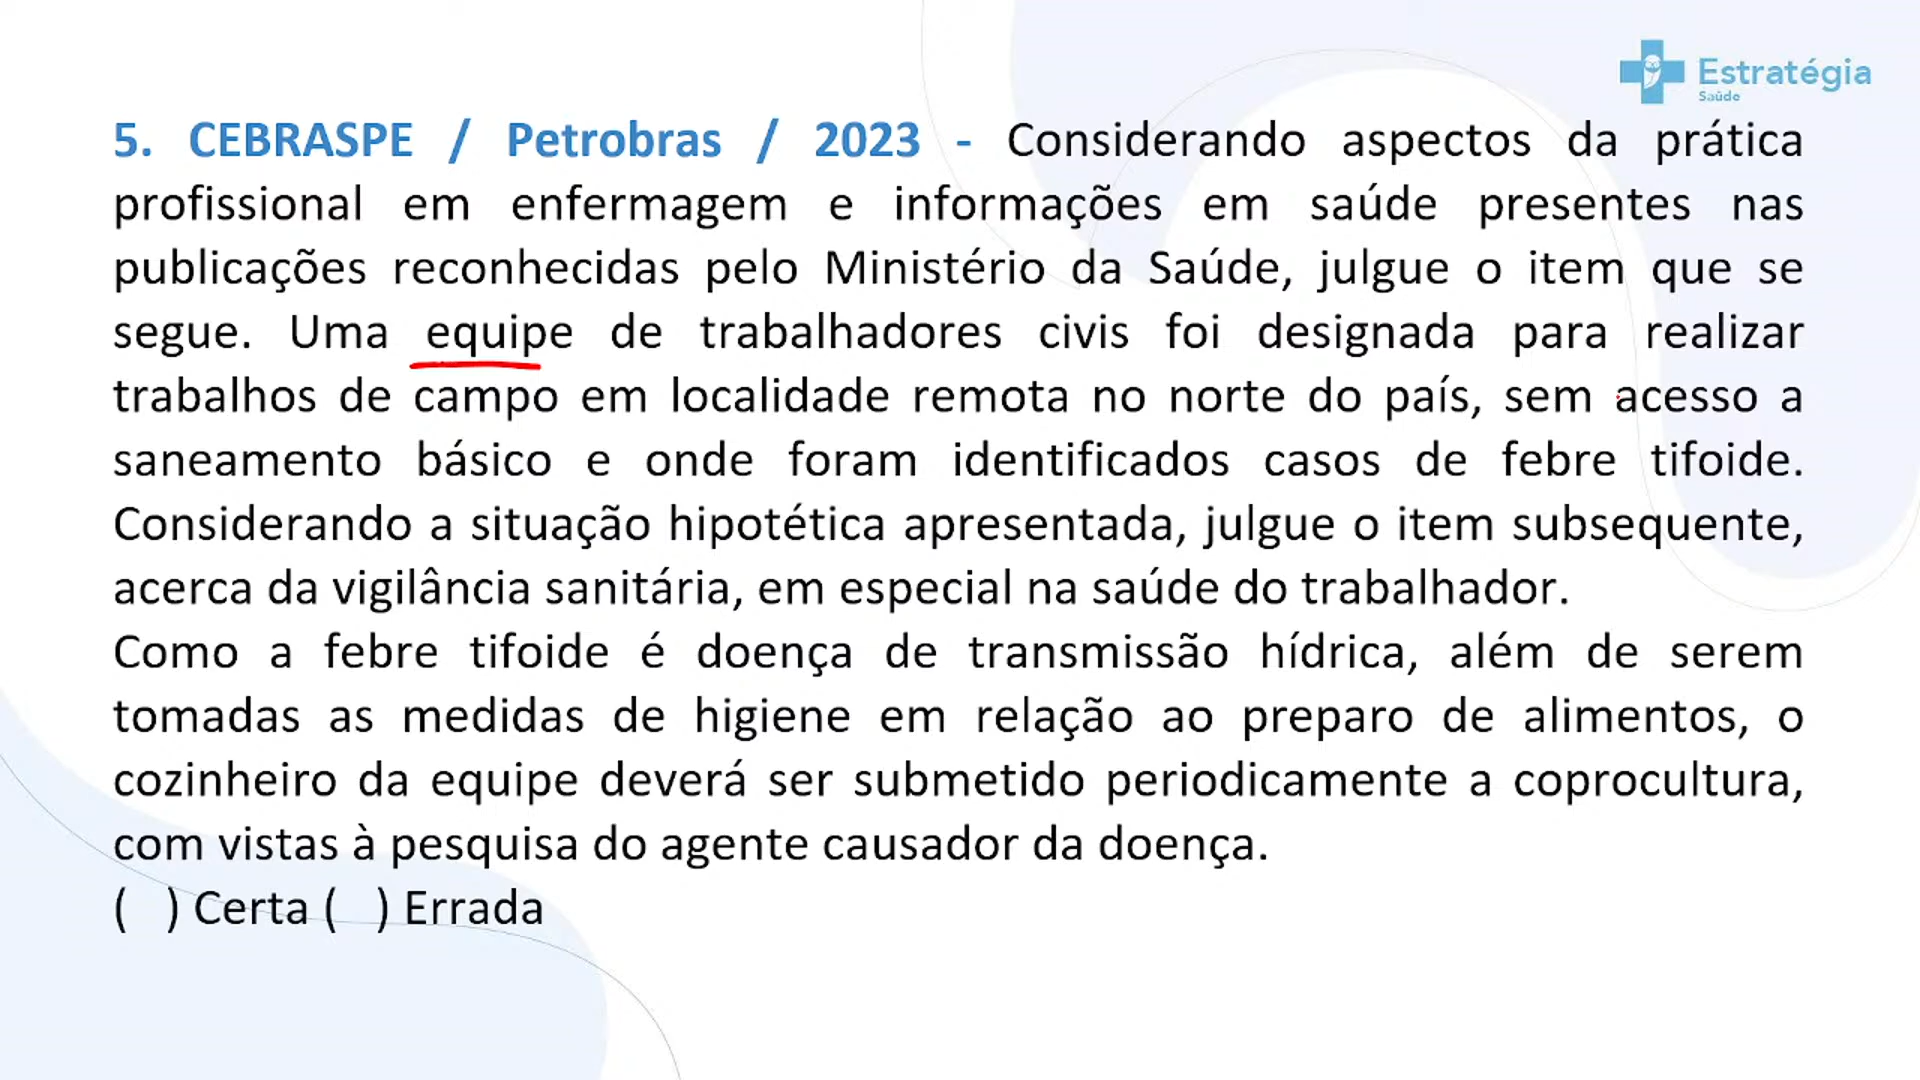 Estratégia
Saúde
5. CEBRASPE / Petrobras / 2023 - Considerando aspectos da prática
profissional em enfermagem e informações em saúde presentes nas
publicações reconhecidas pelo Ministério da Saúde, julgue o item que se
segue. Uma equipe de trabalhadores civis foi designada para realizar
trabalhos de campo em localidade remota no norte do país, sem acesso a
saneamento básico e onde foram identificados casos de febre tifoide.
Considerando a situação hipotética apresentada, julgue o item subsequente,
acerca da vigilância sanitária, em especial na saúde do trabalhador.
Como a febre tifoide é doença de transmissão hídrica, além de serem
tomadas as medidas de higiene em relação ao preparo de alimentos, o
cozinheiro da equipe deverá ser submetido periodicamente a coprocultura,
com vistas à pesquisa do agente causador da doença.
( ) Certa ( ) Errada